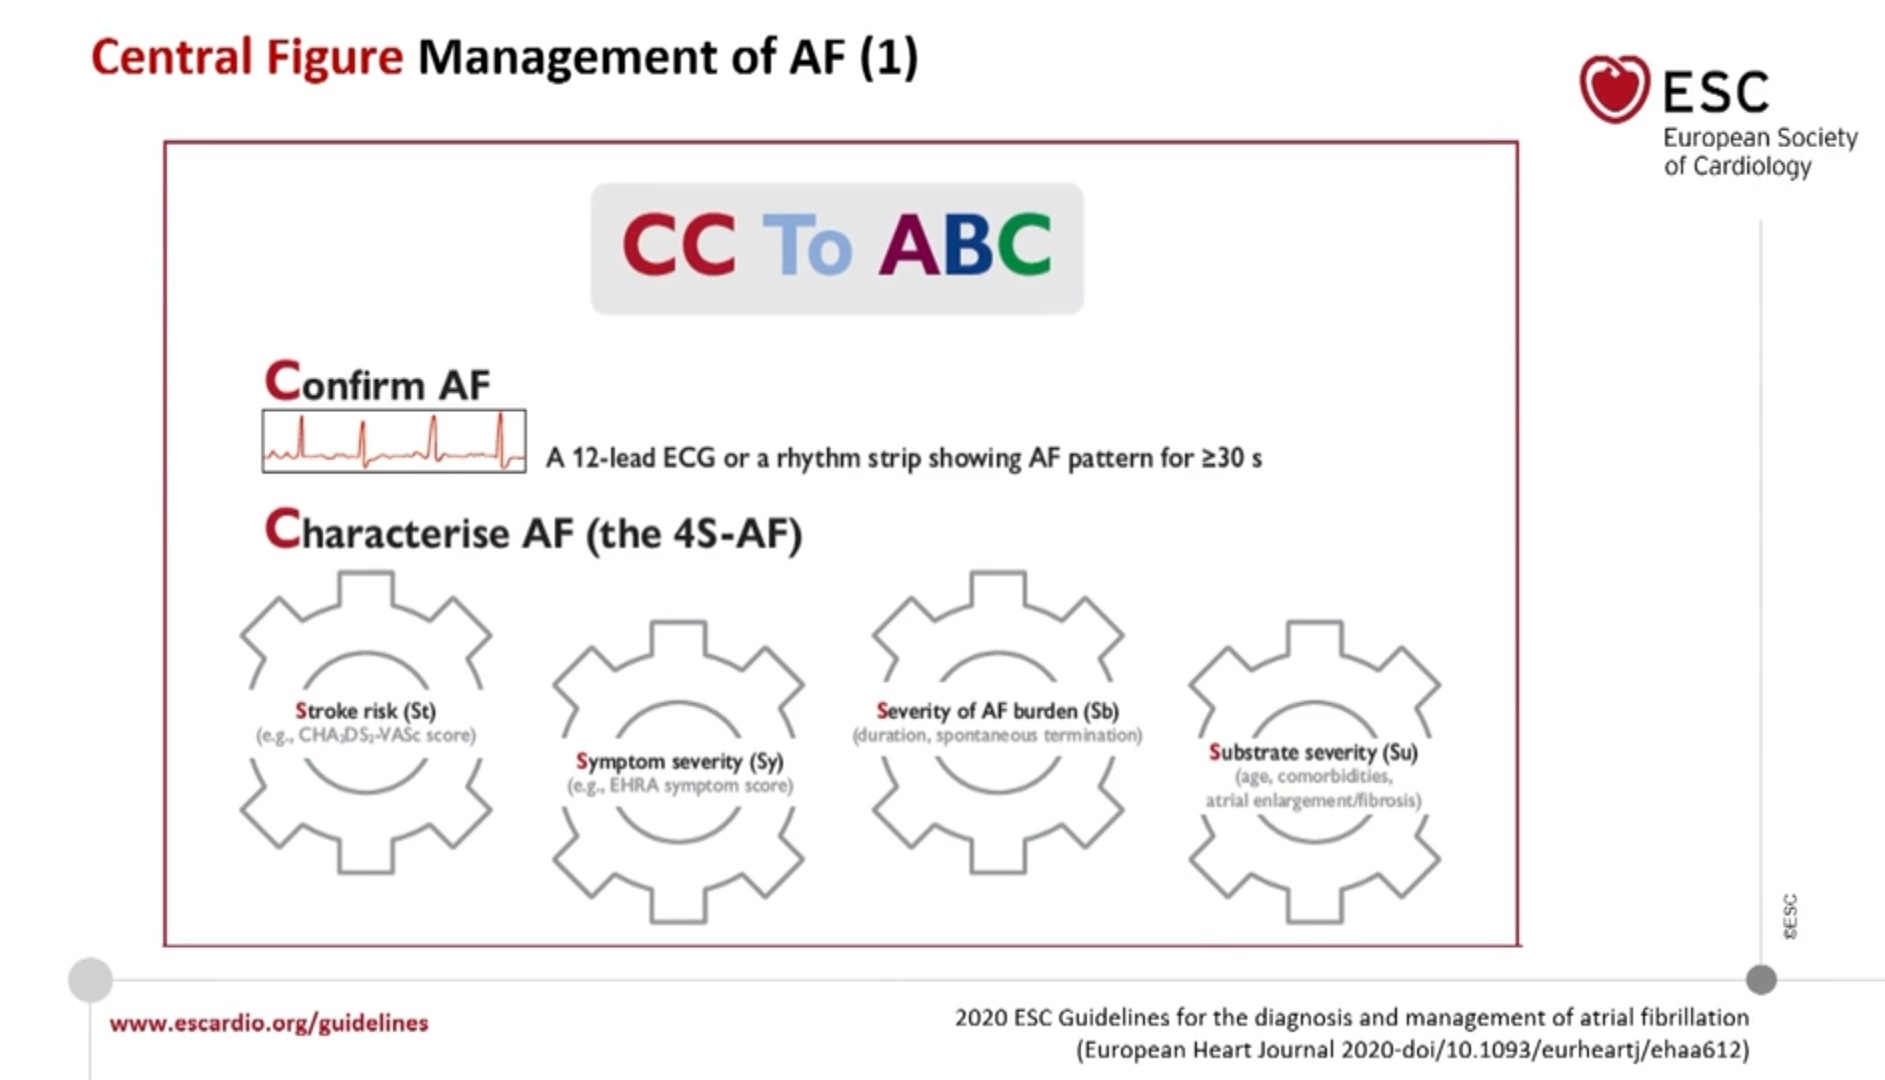 Central Figure Management of AF (1)
ESC
European Society
of Cardiology
CC To ABC
Confirm AF
A 12-lead ECG or a rhythm strip showing AF pattern for ≥30 s
Characterise AF (the 4S-AF)
Stroke risk (St)
(e.g., CHA₂DS₂-VASc score)
Symptom severity (Sy)
(e.g., EHRA symptom score)
Severity of AF burden (Sb)
(duration, spontaneous termination)
Substrate severity (Su)
(age, comorbidities,
atrial enlargement/fibrosis)
©ESC
www.escardio.org/guidelines
2020 ESC Guidelines for the diagnosis and management of atrial fibrillation
(European Heart Journal 2020-doi/10.1093/eurheartj/ehaa612)